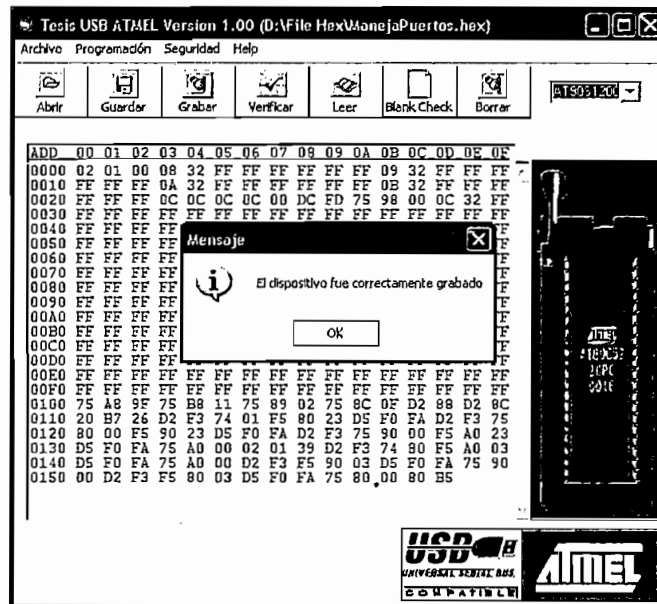 Tesis USB ATMEL Version 1.00 (D:\File Hex\ManejaPuertos.hex)
Archivo Programación Seguridad Help
Abrir Guardar Grabar Verificar Leer Blank Check Borrar
ADD 00 01 02 03 04 05 06 07 08 09 0A 0B 0C 0D 0E 0F
0000 02 01 00 08 32 FF FF FF FF FF FF 09 32 FF FF FF
0010 FF FF FF 0A 32 FF FF FF FF FF FF 0B 32 FF FF FF
0020 FF FF FF 0C 0C 0C 0C 00 DC FD 75 98 00 0C 32 FF
0030 FF FF FF FF FF FF FF FF FF FF FF FF FF FF FF FF
0040 FF FF FF
0050 FF FF FF
0060 FF FF FF
0070 FF FF FF
0080 FF FF FF
0090 FF FF FF
00A0 FF FF FF
00B0 FF FF FF
00C0 FF FF FF
00D0 FF FF FF
Mensaje
El dispositivo fue correctamente grabado
OK
00E0 FF FF FF FF FF FF FF FF FF FF FF FF FF FF FF FF
00F0 FF FF FF FF FF FF FF FF FF FF FF FF FF FF FF FF
0100 75 A8 9F 75 B8 11 75 89 02 75 8C 0F D2 88 D2 8C
0110 20 B7 26 D2 F3 74 01 F5 80 23 D5 F0 FA D2 F3 75
0120 80 00 F5 90 23 D5 F0 FA D2 F3 75 90 00 F5 A0 23
0130 D5 F0 FA 75 A0 00 02 01 39 D2 F3 74 80 F5 A0 03
0140 D5 F0 FA 75 A0 00 D2 F3 F5 90 03 D5 F0 FA 75 90
0150 00 D2 F3 F5 80 03 D5 F0 FA 75 80 00 80 B5
ATMEL
USB
UNIVERSAL SERIAL BUS
COMPATIBLE
ATMEL